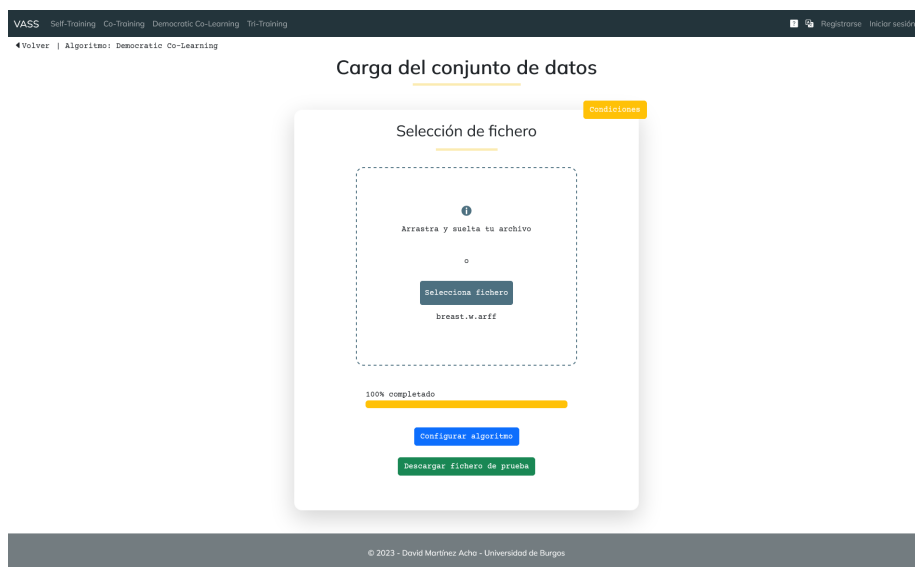 VASS Self-Training Co-Training Democratic Co-Learning Tri-Training Registrarse Iniciar sesión
Volver | Algoritmo: Democratic Co-Learning
Carga del conjunto de datos
Condiciones
Selección de fichero
Arrastra y suelta tu archivo
o
Selecciona fichero
breast.w.arff
100% completado
Configurar algoritmo
Descargar fichero de prueba
© 2023 - David Martínez Acha - Universidad de Burgos